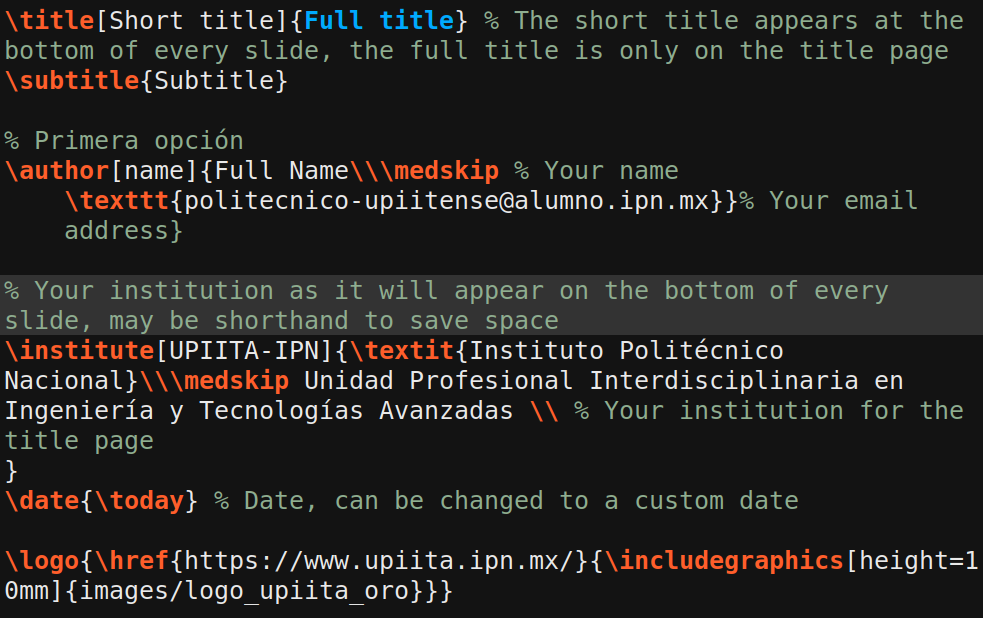 \title[Short title]{Full title} % The short title appears at the
bottom of every slide, the full title is only on the title page
\subtitle{Subtitle}
% Primera opción
\author[name]{Full Name\\\medskip % Your name
\texttt{politecnico-upiitense@alumno.ipn.mx}}% Your email
address}
% Your institution as it will appear on the bottom of every
slide, may be shorthand to save space
\institute[UPIITA-IPN]{\textit{Instituto Politécnico
Nacional}\\\medskip Unidad Profesional Interdisciplinaria en
Ingeniería y Tecnologías Avanzadas \\ % Your institution for the
title page
}
\date{\today} % Date, can be changed to a custom date
\logo{\href{https://www.upiita.ipn.mx/}{\includegraphics[height=1
0mm]{images/logo_upiita_oro}}}